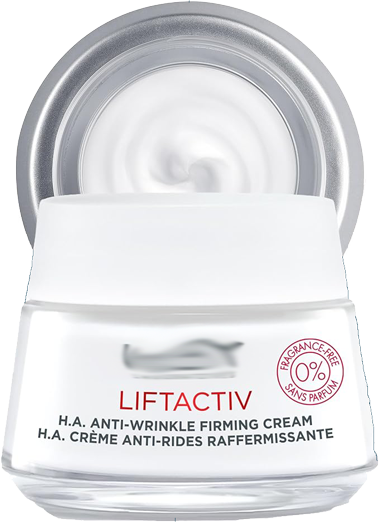 FRAGRANCE-FREE
0%
SANS PARFUM
LIFTACTIV
H.A. ANTI-WRINKLE FIRMING CREAM
H.A. CRÈME ANTI-RIDES RAFFERMISSANTE